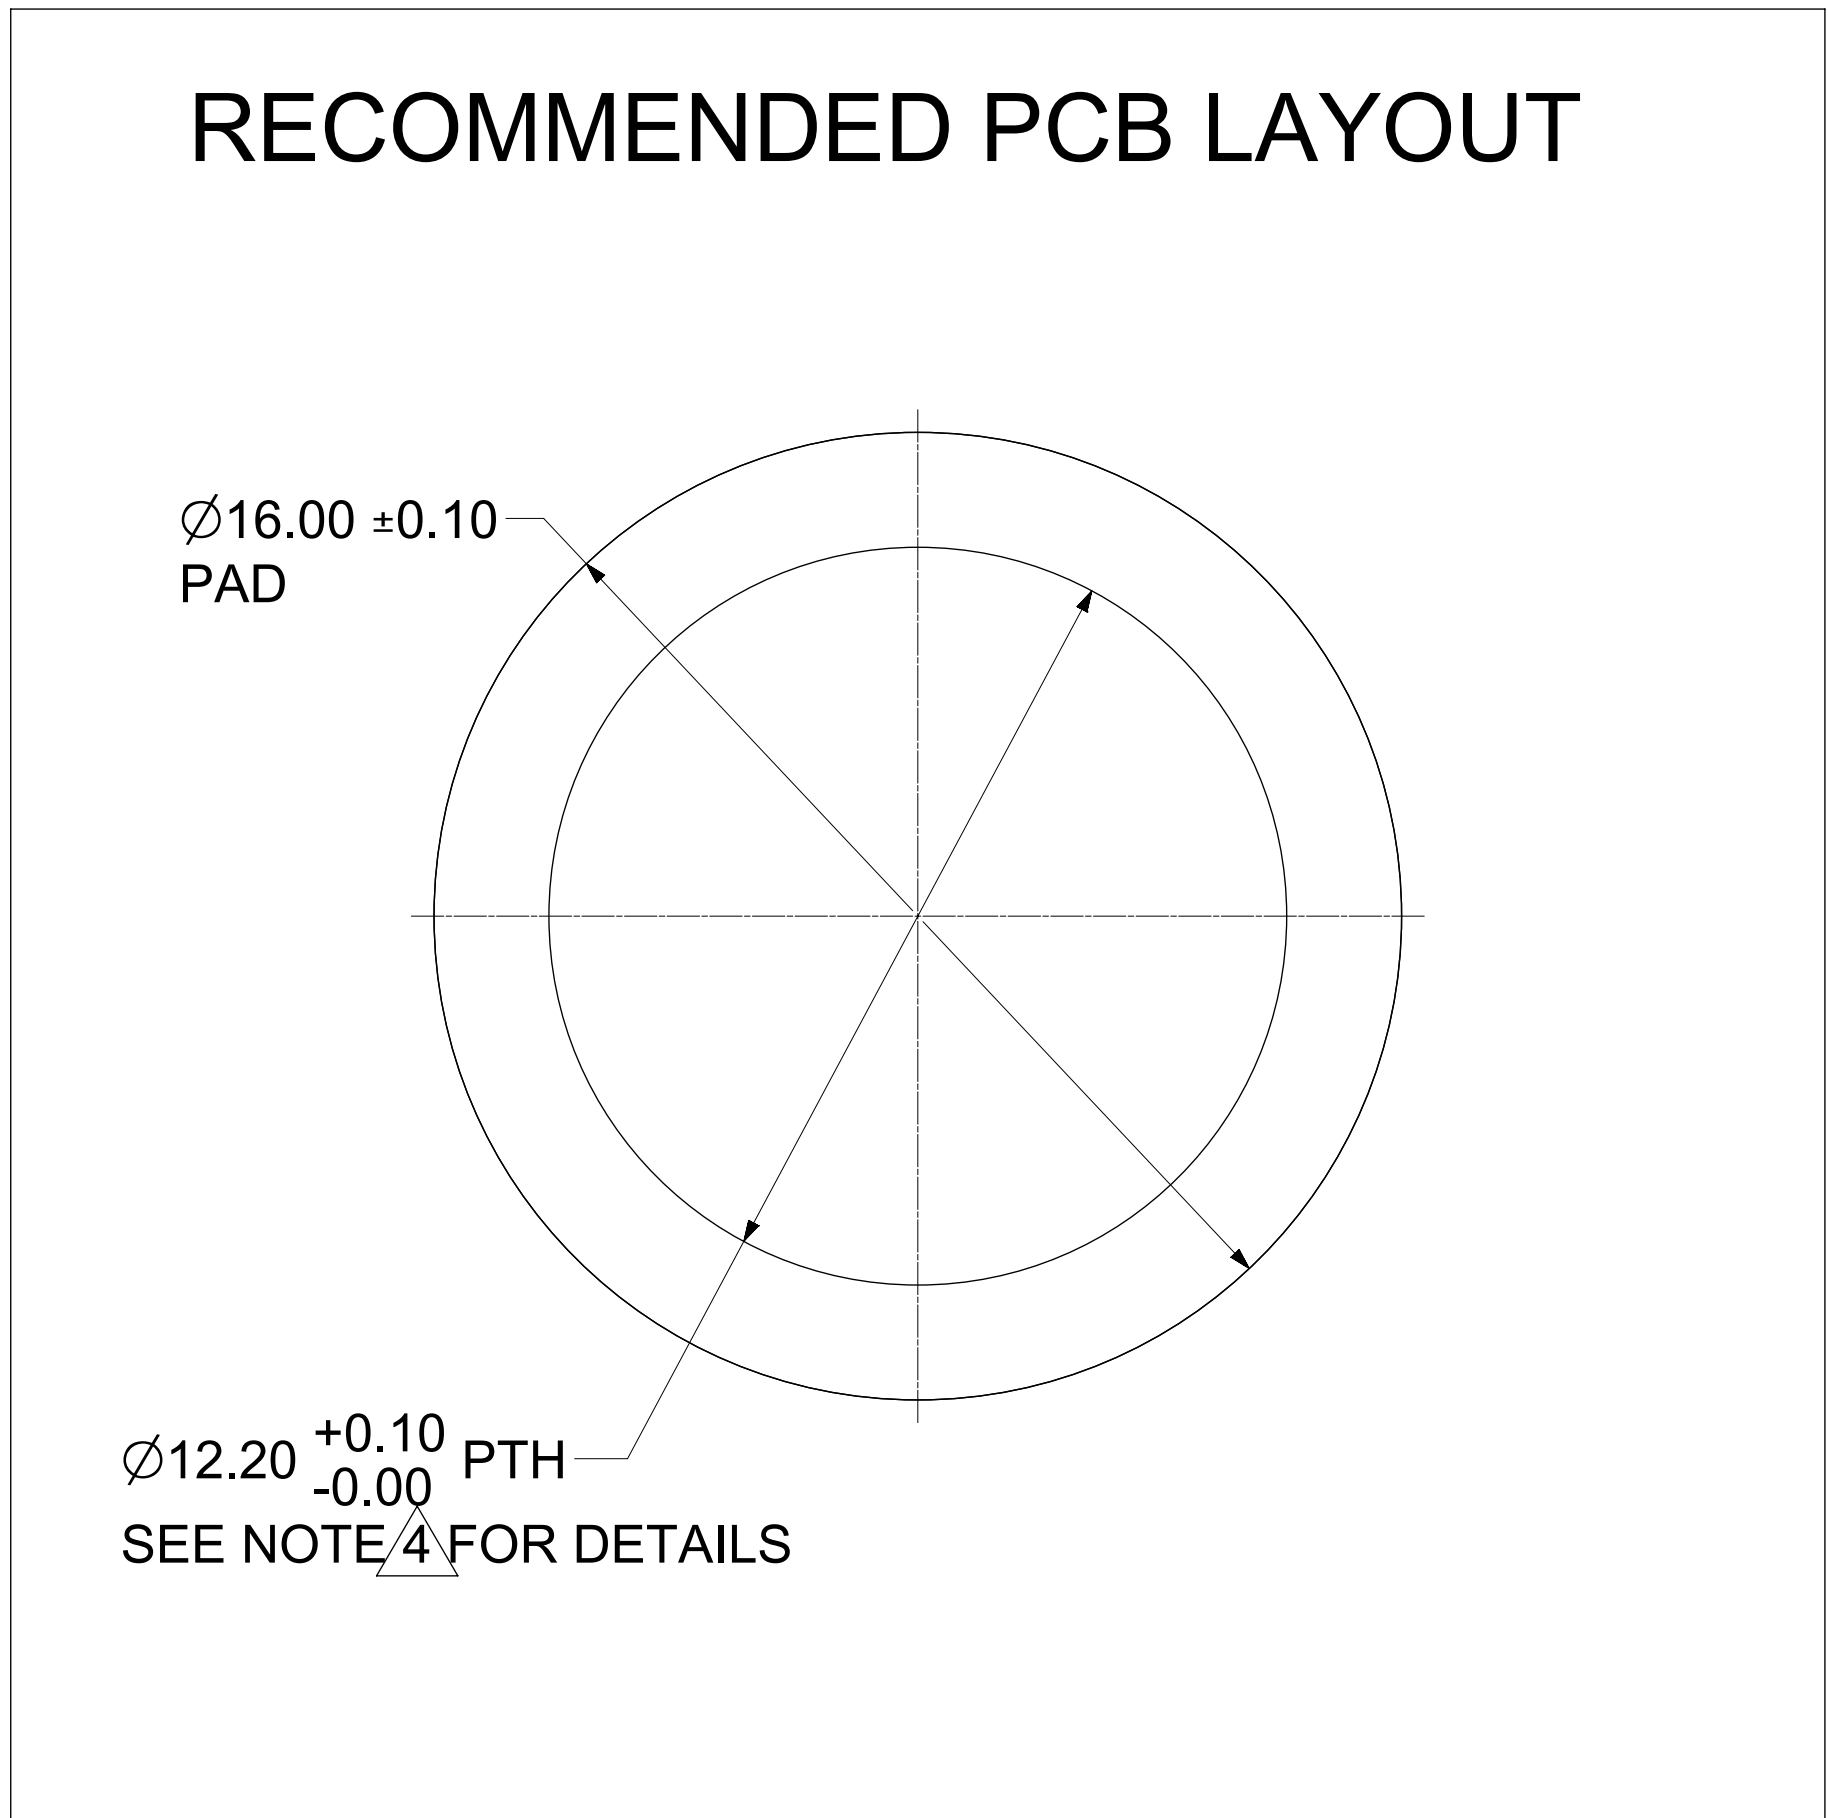 RECOMMENDED PCB LAYOUT
∅16.00 ±0.10
PAD
∅12.20 +0.10 -0.00 PTH
SEE NOTE 4 FOR DETAILS